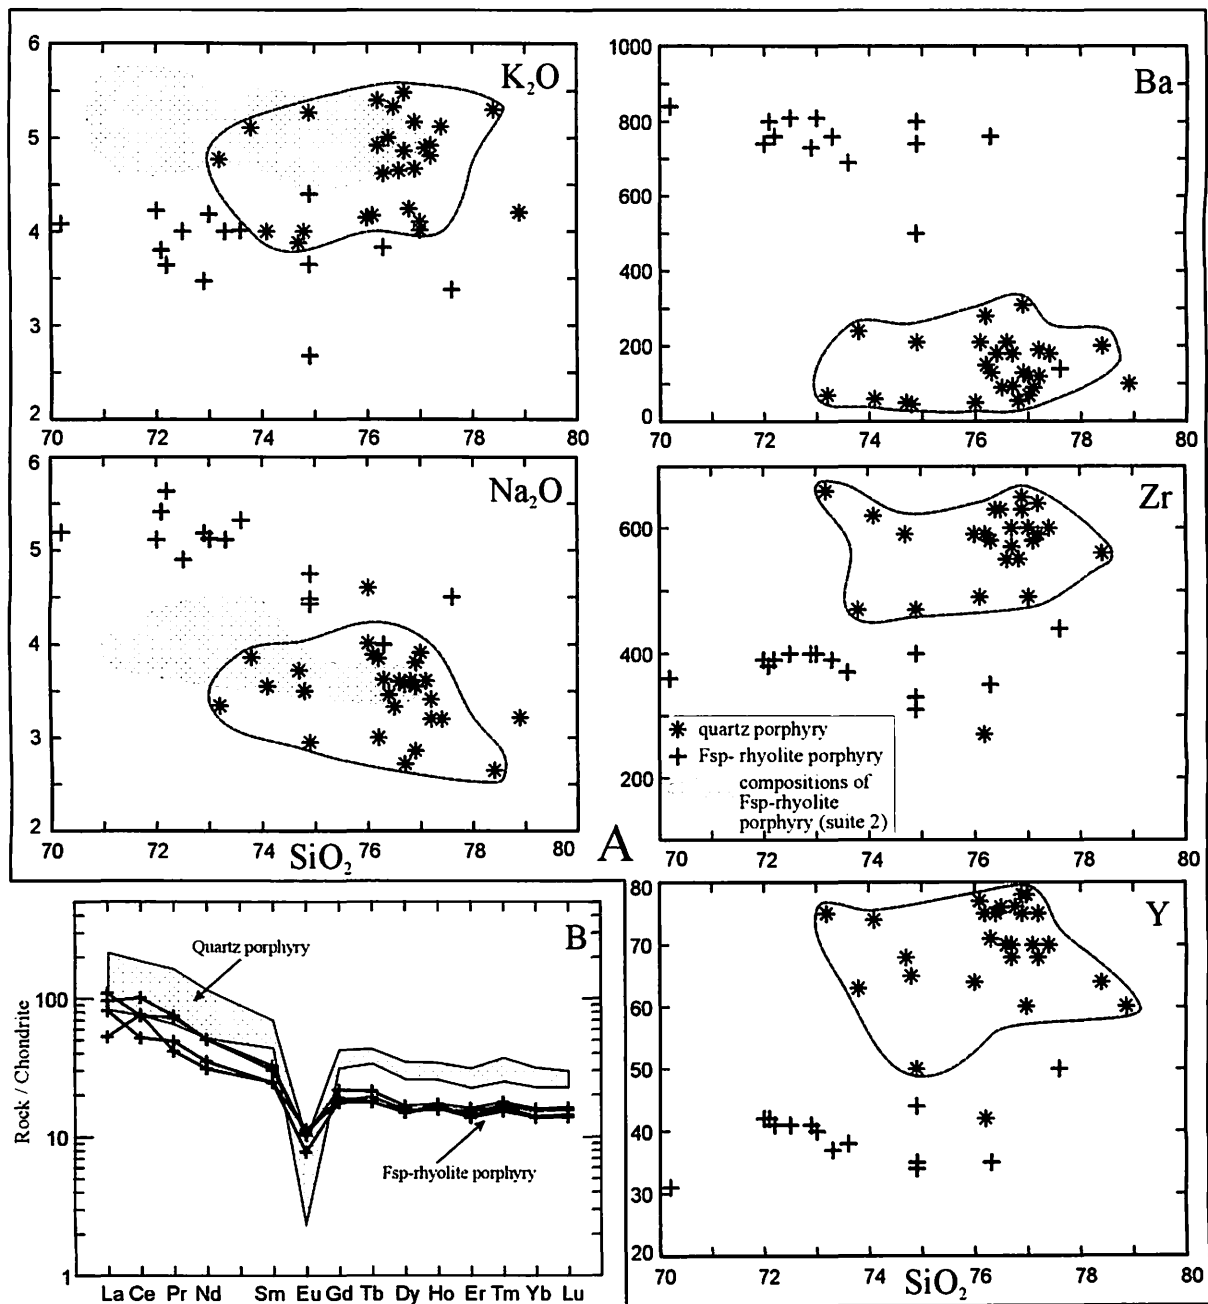 K₂O
6
5
4
3
2
70 72 74 76 78 80
Ba
1000
800
600
400
300
200
100
0
70 72 74 76 78 80
Na₂O
6
5
4
3
2
70 72 74 76 78 80
SiO₂
Zr
600
400
200
70 72 74 76 78 80
quartz porphyry
Fsp- rhyolite porphyry
compositions of
Fsp-rhyolite
porphyry (suite 2)
A
B
Quartz porphyry
Fsp-rhyolite porphyry
Rock / Chondrite
100
10
1
La Ce Pr Nd Sm Eu Gd Tb Dy Ho Er Tm Yb Lu
Y
80
70
60
50
40
30
20
70 72 74 76 78 80
SiO₂